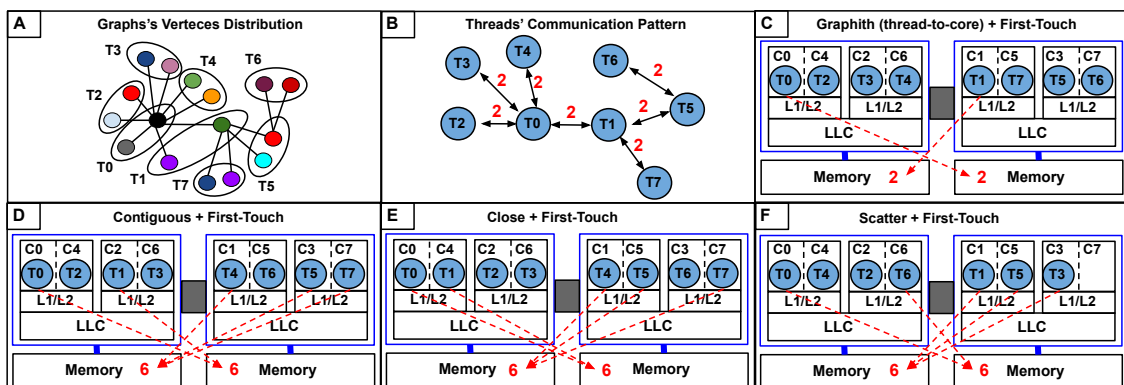 A
Graphs's Verteces Distribution
T3
T4
T6
T2
T0
T1
T7
T5
B
Threads' Communication Pattern
T4
T3
T6
2
2
2
T5
2
2
2
T2
T0
T1
2
T7
C
Graphith (thread-to-core) + First-Touch
C0 C4 C2 C6 C1 C5 C3 C7
T0 T2 T3 T4 T1 T7 T5 T6
L1/L2 L1/L2 L1/L2 L1/L2
LLC LLC
Memory 2 2 Memory
D
Contiguous + First-Touch
C0 C4 C2 C6 C1 C5 C3 C7
T0 T2 T1 T3 T4 T6 T5 T7
L1/L2 L1/L2 L1/L2 L1/L2
LLC LLC
Memory 6 6 Memory
E
Close + First-Touch
C0 C4 C2 C6 C1 C5 C3 C7
T0 T1 T2 T3 T4 T5 T6 T7
L1/L2 L1/L2 L1/L2 L1/L2
LLC LLC
Memory 6 6 Memory
F
Scatter + First-Touch
C0 C4 C2 C6 C1 C5 C3 C7
T0 T4 T2 T6 T1 T5 T3
L1/L2 L1/L2 L1/L2 L1/L2
LLC LLC
Memory 6 6 Memory